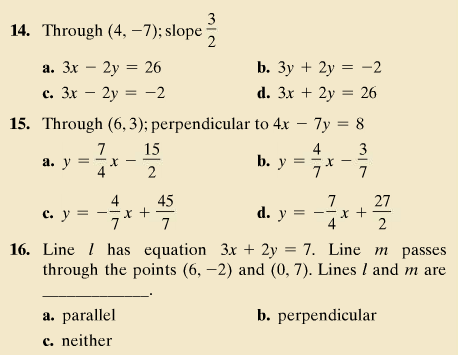 14. Through (4, −7); slope 3/2
a. 3x − 2y = 26 b. 3y + 2y = −2
c. 3x − 2y = −2 d. 3x + 2y = 26
15. Through (6, 3); perpendicular to 4x − 7y = 8
a. y = 7/4 x − 15/2 b. y = 4/7 x − 3/7
c. y = −4/7 x + 45/7 d. y = −7/4 x + 27/2
16. Line l has equation 3x + 2y = 7. Line m passes
through the points (6, −2) and (0, 7). Lines l and m are
____________.
a. parallel b. perpendicular
c. neither